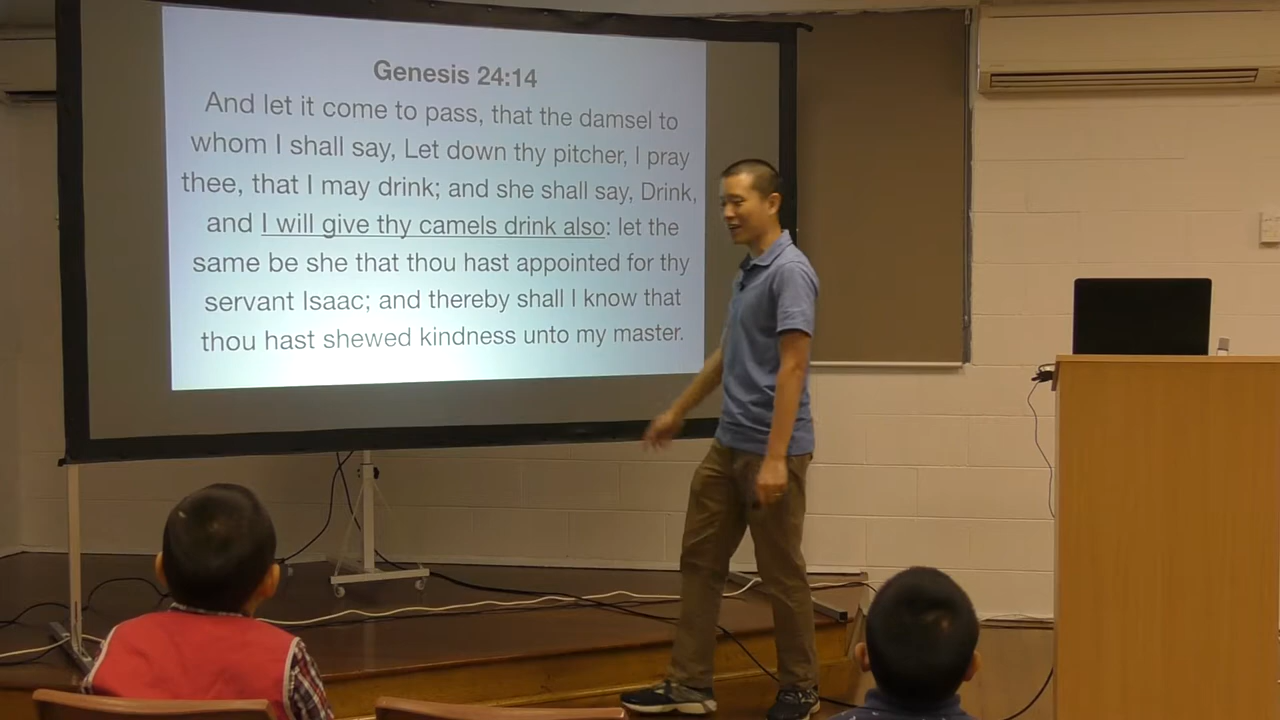 Genesis 24:14
And let it come to pass, that the damsel to
whom I shall say, Let down thy pitcher, I pray
thee, that I may drink; and she shall say, Drink,
and I will give thy camels drink also: let the
same be she that thou hast appointed for thy
servant Isaac; and thereby shall I know that
thou hast shewed kindness unto my master.